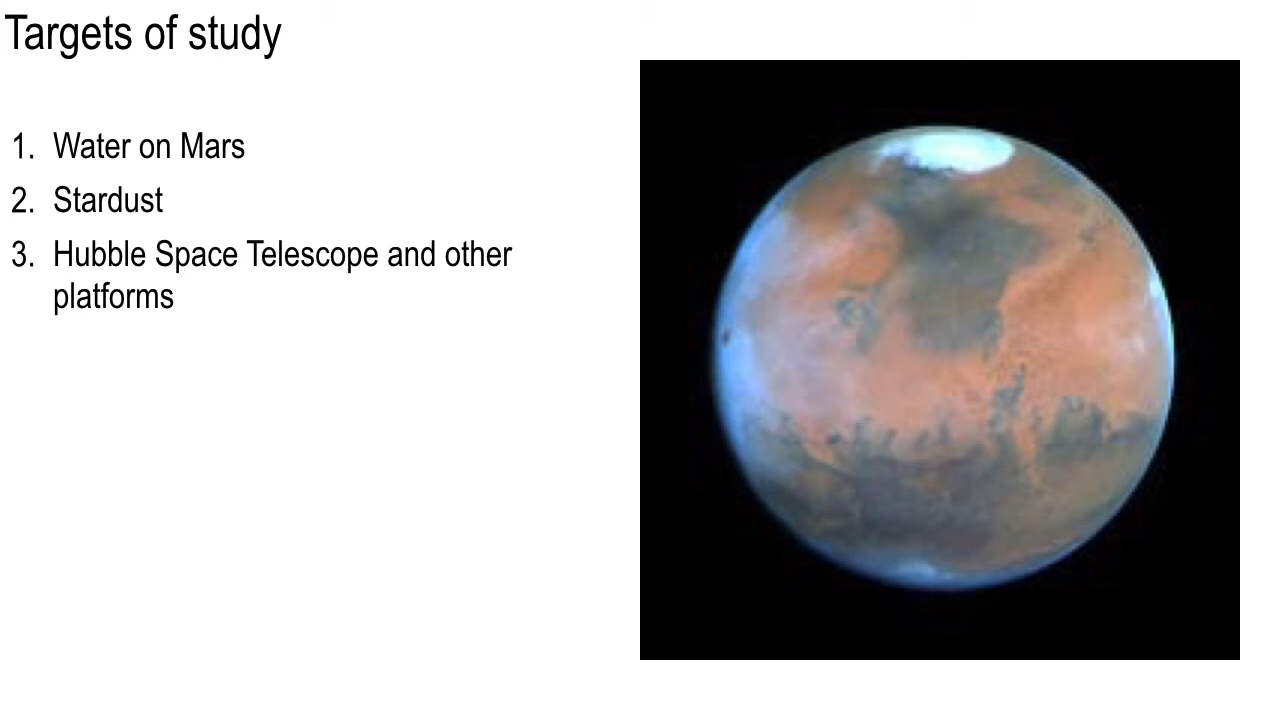 Targets of study
1. Water on Mars
2. Stardust
3. Hubble Space Telescope and other
platforms